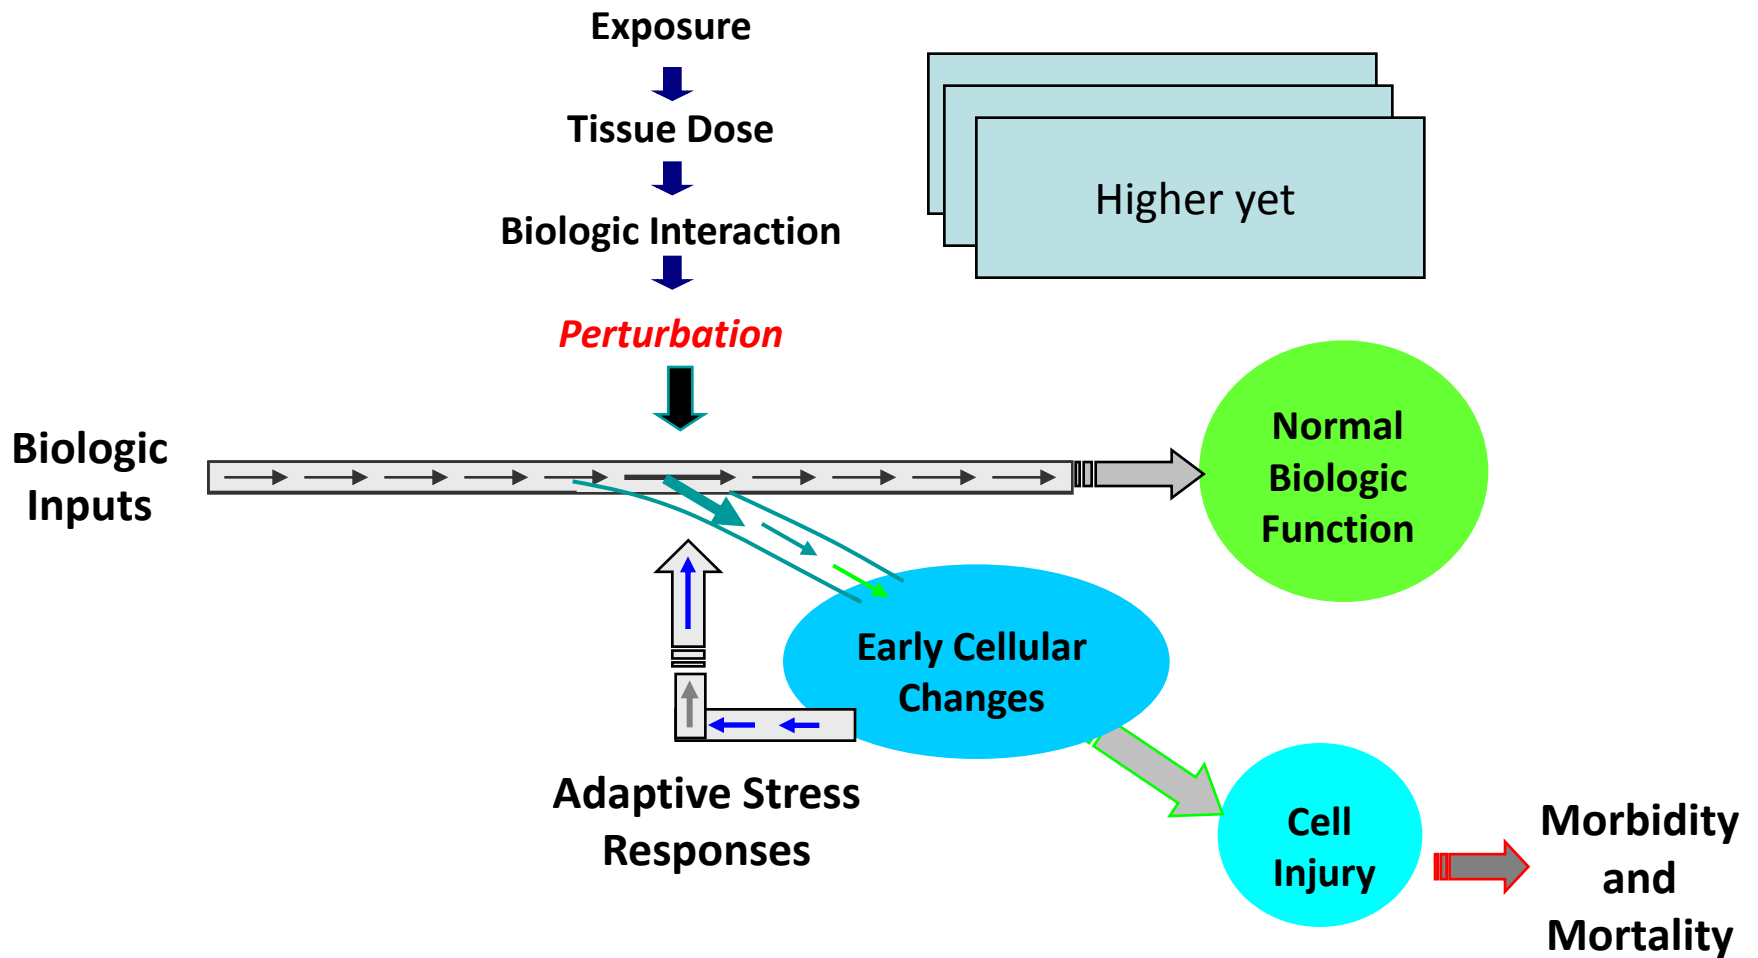 Exposure
Tissue Dose
Biologic Interaction
Perturbation
Higher yet
Biologic
Inputs
Normal
Biologic
Function
Early Cellular
Changes
Adaptive Stress
Responses
Cell
Injury
Morbidity
and
Mortality